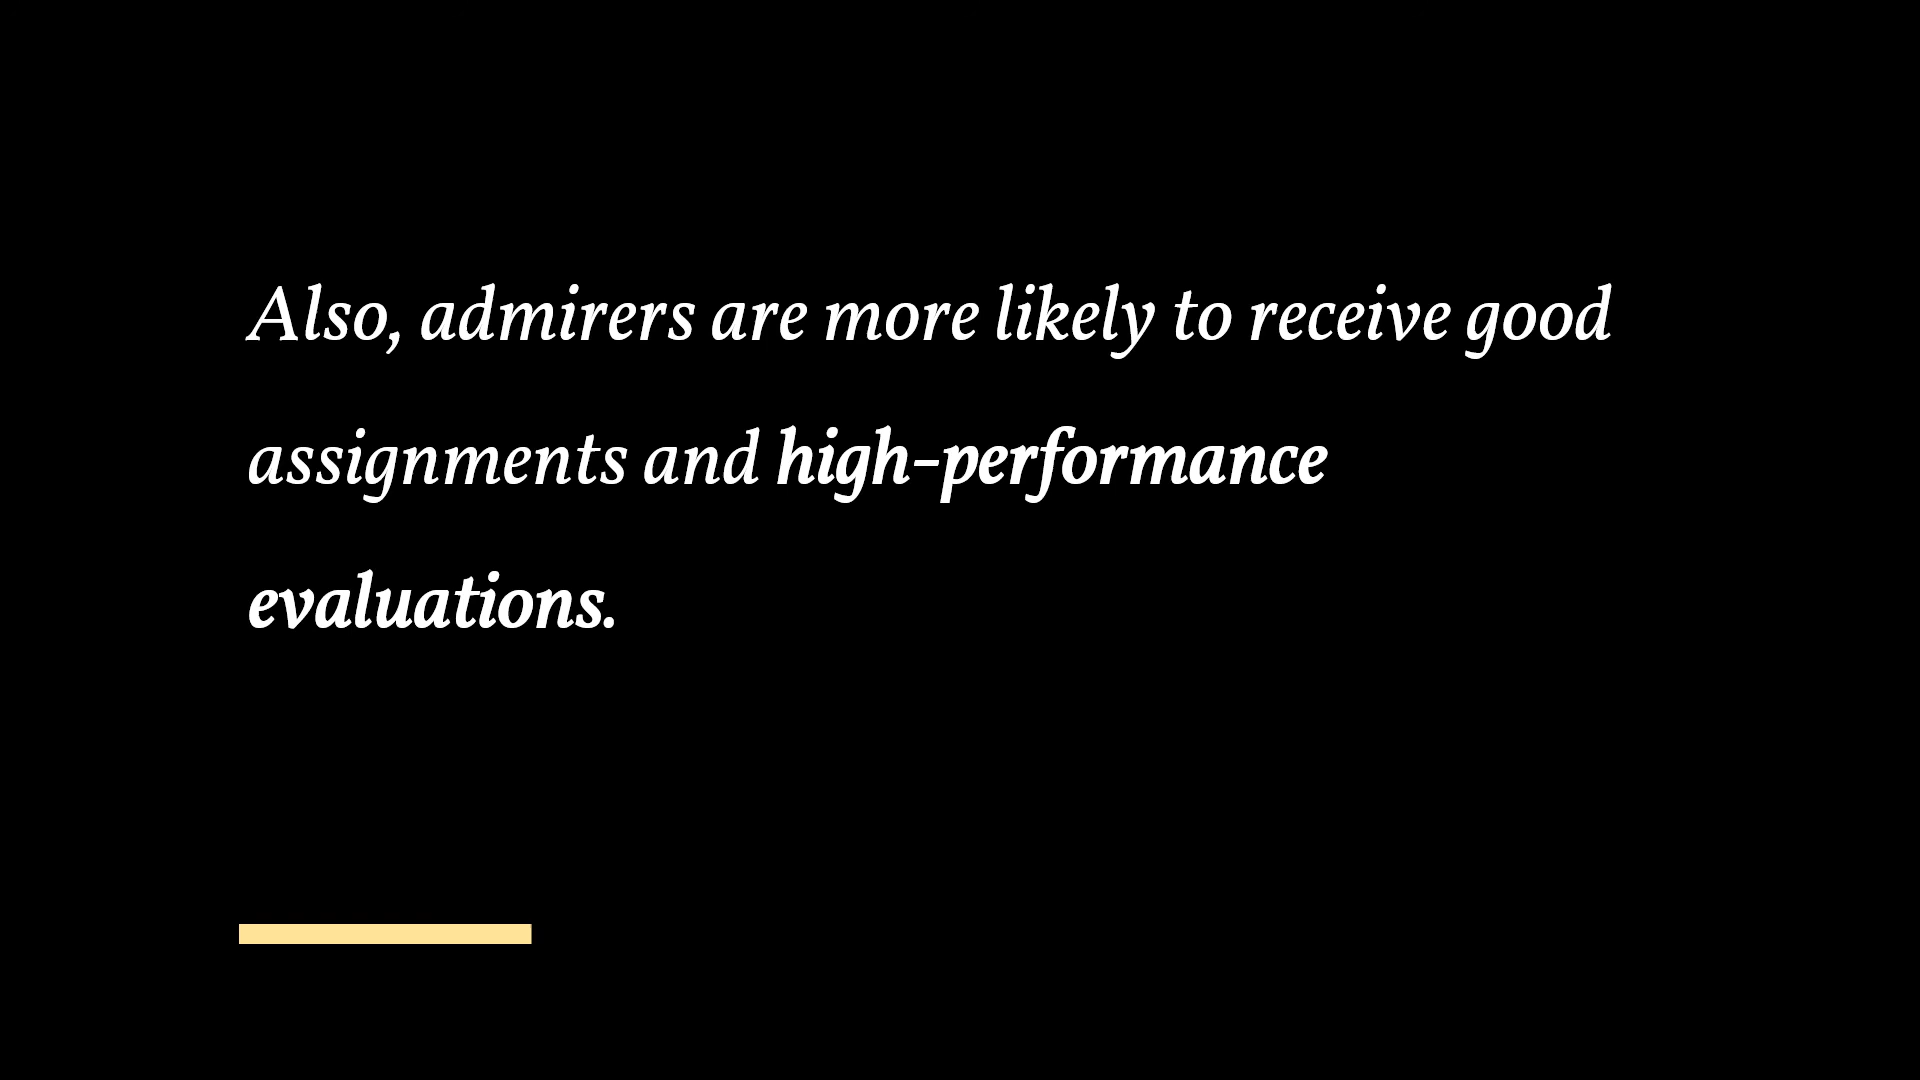 Also, admirers are more likely to receive good
assignments and high-performance
evaluations.